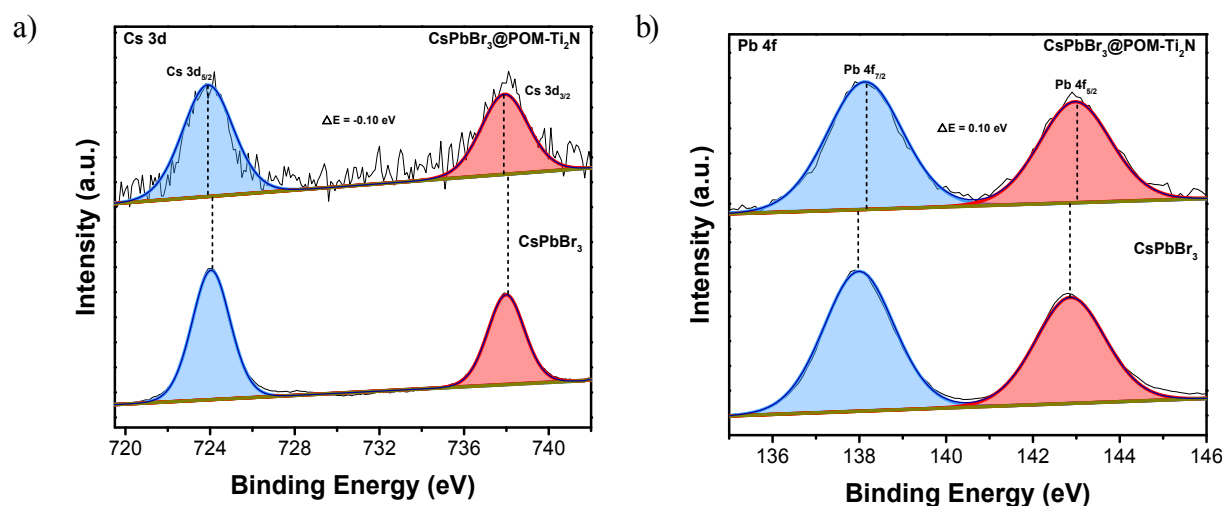 a)
Cs 3d
CsPbBr₃@POM-Ti₂N
Cs 3d₅/₂
Cs 3d₃/₂
△E = -0.10 eV
CsPbBr₃
Intensity (a.u.)
720 724 728 732 736 740
Binding Energy (eV)
b)
Pb 4f
CsPbBr₃@POM-Ti₂N
Pb 4f₇/₂
Pb 4f₅/₂
△E = 0.10 eV
CsPbBr₃
Intensity (a.u.)
136 138 140 142 144 146
Binding Energy (eV)